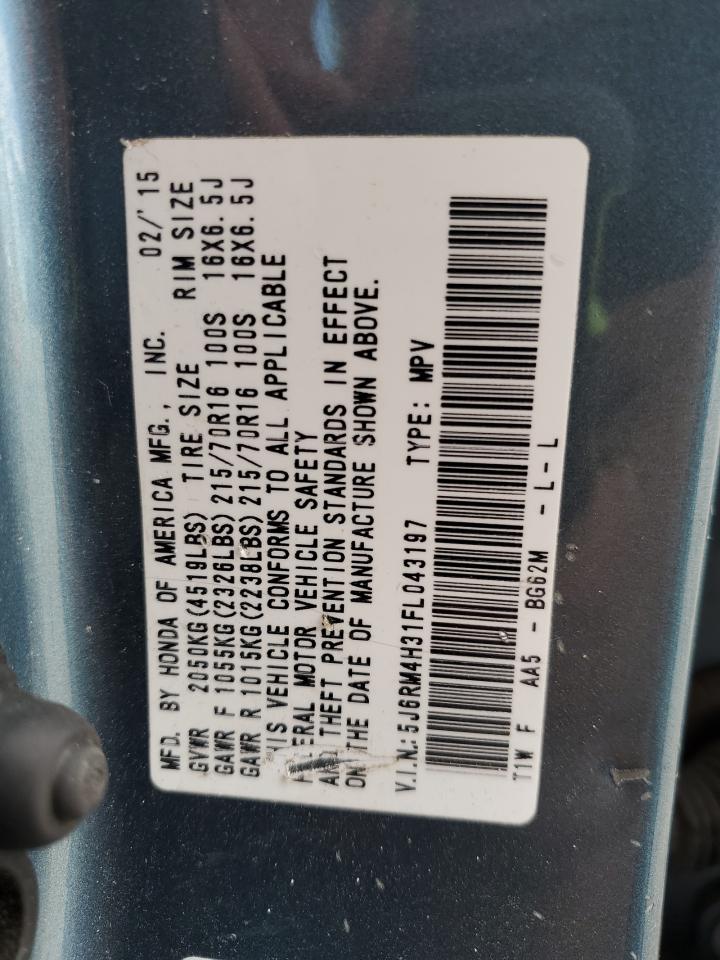 MFD. BY HONDA OF AMERICA MFG., INC. 02/'15
GVWR 2050KG(4519LBS) TIRE SIZE RIM SIZE
GAWR F 1055KG(2326LBS) 215/70R16 100S 16X6.5J
GAWR R 1015KG(2238LBS) 215/70R16 100S 16X6.5J
THIS VEHICLE CONFORMS TO ALL APPLICABLE
FEDERAL MOTOR VEHICLE SAFETY
AND THEFT PREVENTION STANDARDS IN EFFECT
ON THE DATE OF MANUFACTURE SHOWN ABOVE.
V.I.N.: 5J6RM4H31FL043197 TYPE: MPV
T1W F AA5 - BG62M - L - L